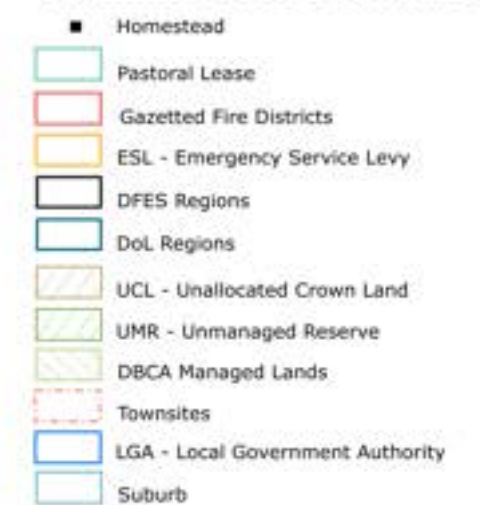 Homestead
Pastoral Lease
Gazetted Fire Districts
ESL - Emergency Service Levy
DFES Regions
DoL Regions
UCL - Unallocated Crown Land
UMR - Unmanaged Reserve
DBCA Managed Lands
Townsites
LGA - Local Government Authority
Suburb